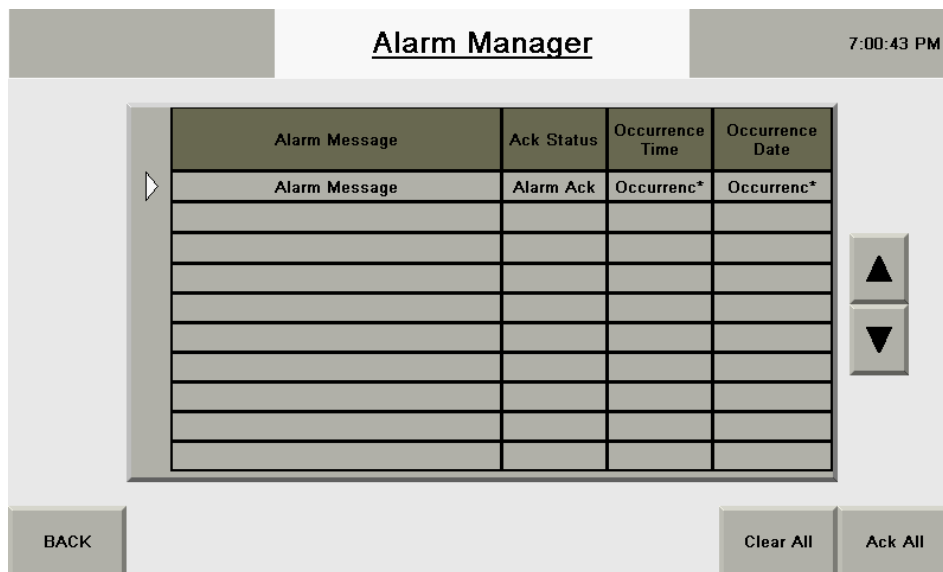 Alarm Manager
7:00:43 PM
Alarm Message Ack Status Occurrence Time Occurrence Date
Alarm Message Alarm Ack Occurrenc* Occurrenc*
BACK
Clear All
Ack All